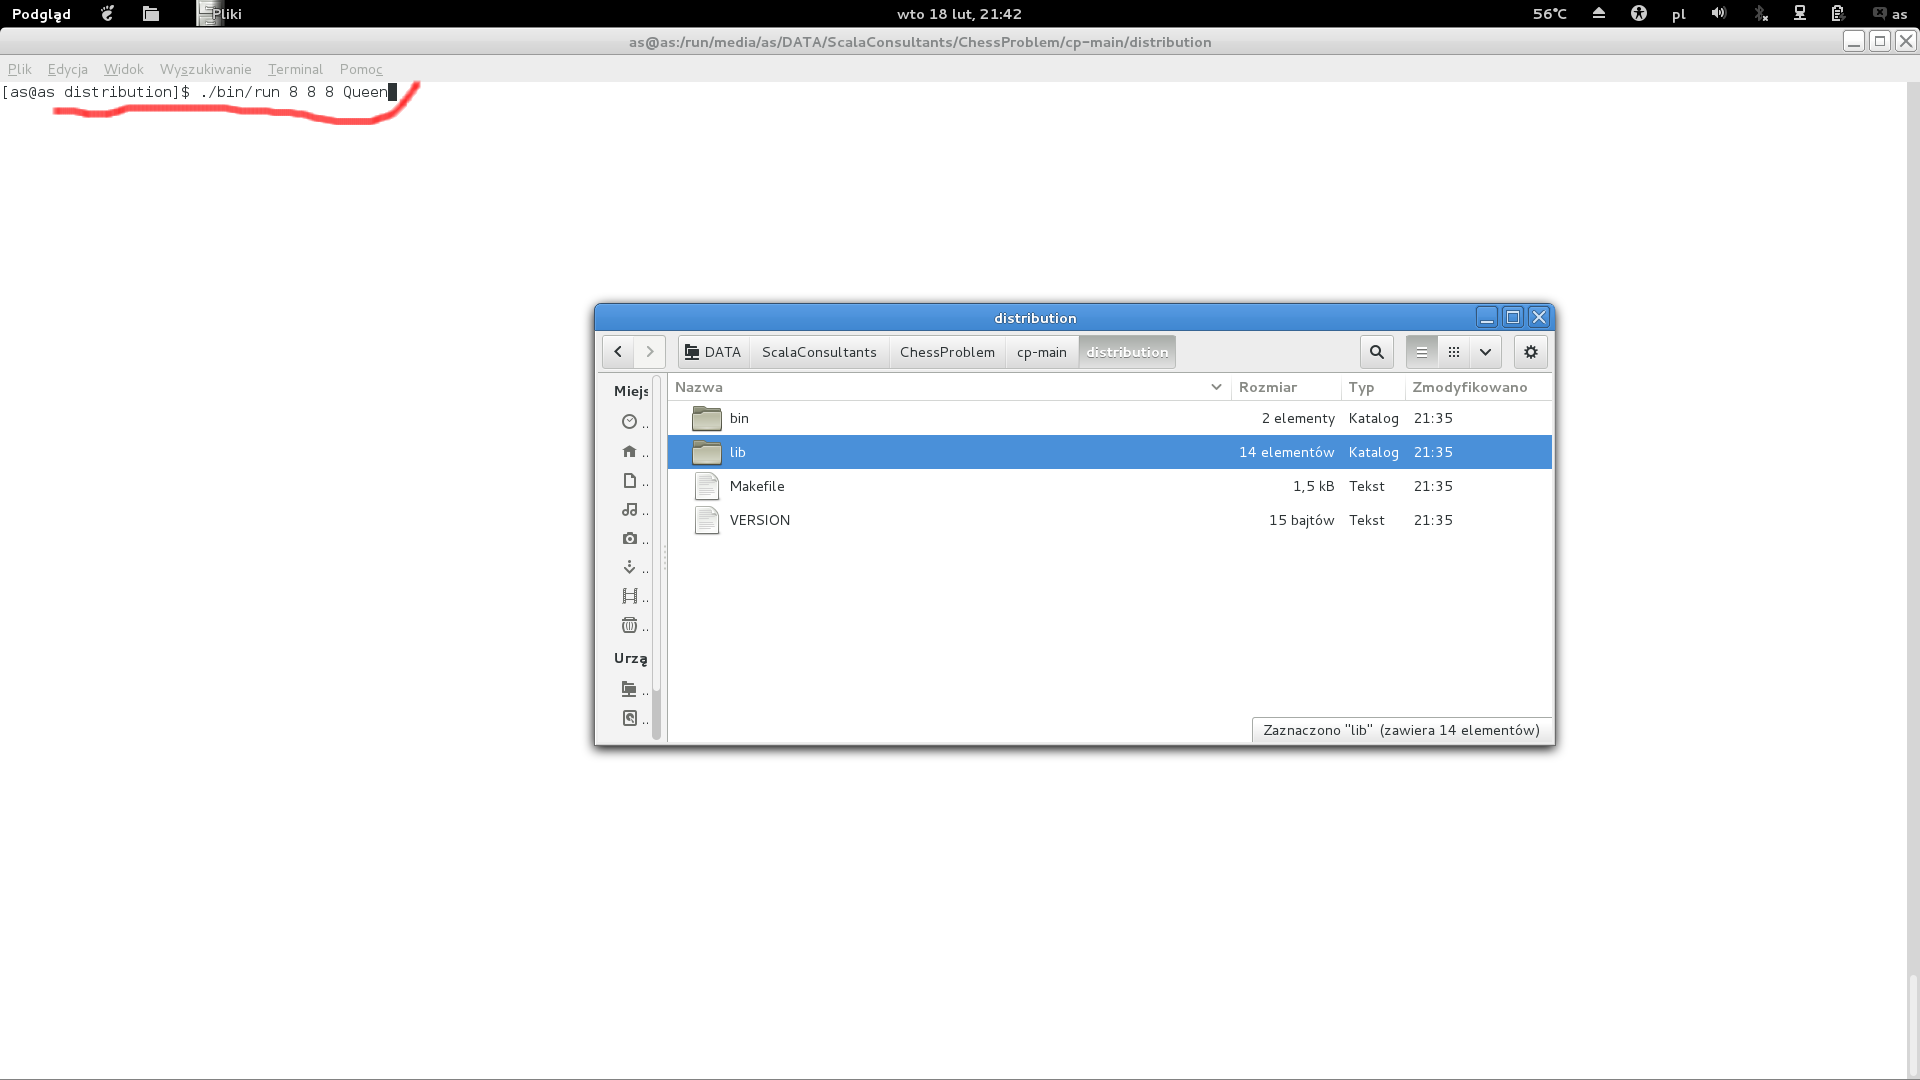 Podgląd Pliki wto 18 lut, 21:42 56°C pl as
as@as:/run/media/as/DATA/ScalaConsultants/ChessProblem/cp-main/distribution
Plik Edycja Widok Wyszukiwanie Terminal Pomoc
[as@as distribution]$ ./bin/run 8 8 8 Queen
distribution
DATA ScalaConsultants ChessProblem cp-main distribution
Miejs
Nazwa Rozmiar Typ Zmodyfikowano
bin 2 elementy Katalog 21:35
lib 14 elementów Katalog 21:35
Makefile 1,5 kB Tekst 21:35
VERSION 15 bajtów Tekst 21:35
Urzą
Zaznaczono "lib" (zawiera 14 elementów)